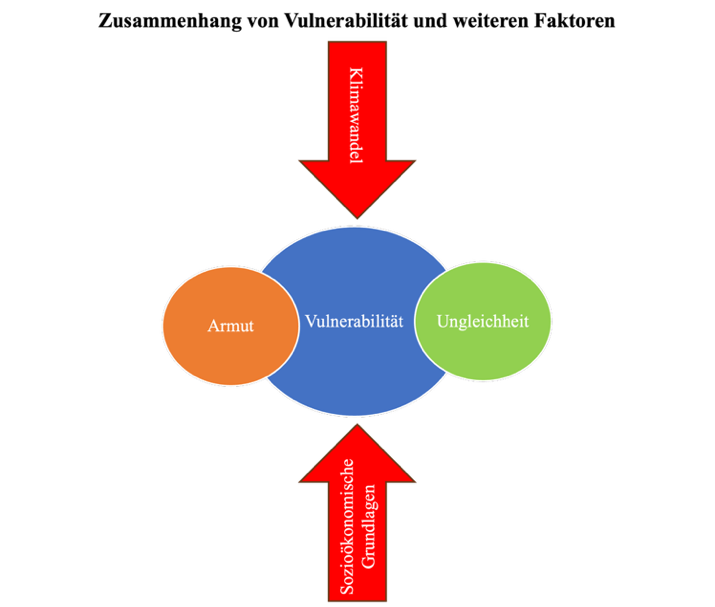 Zusammenhang von Vulnerabilität und weiteren Faktoren
Klimawandel
Armut
Vulnerabilität
Ungleichheit
Sozioökonomische
Grundlagen